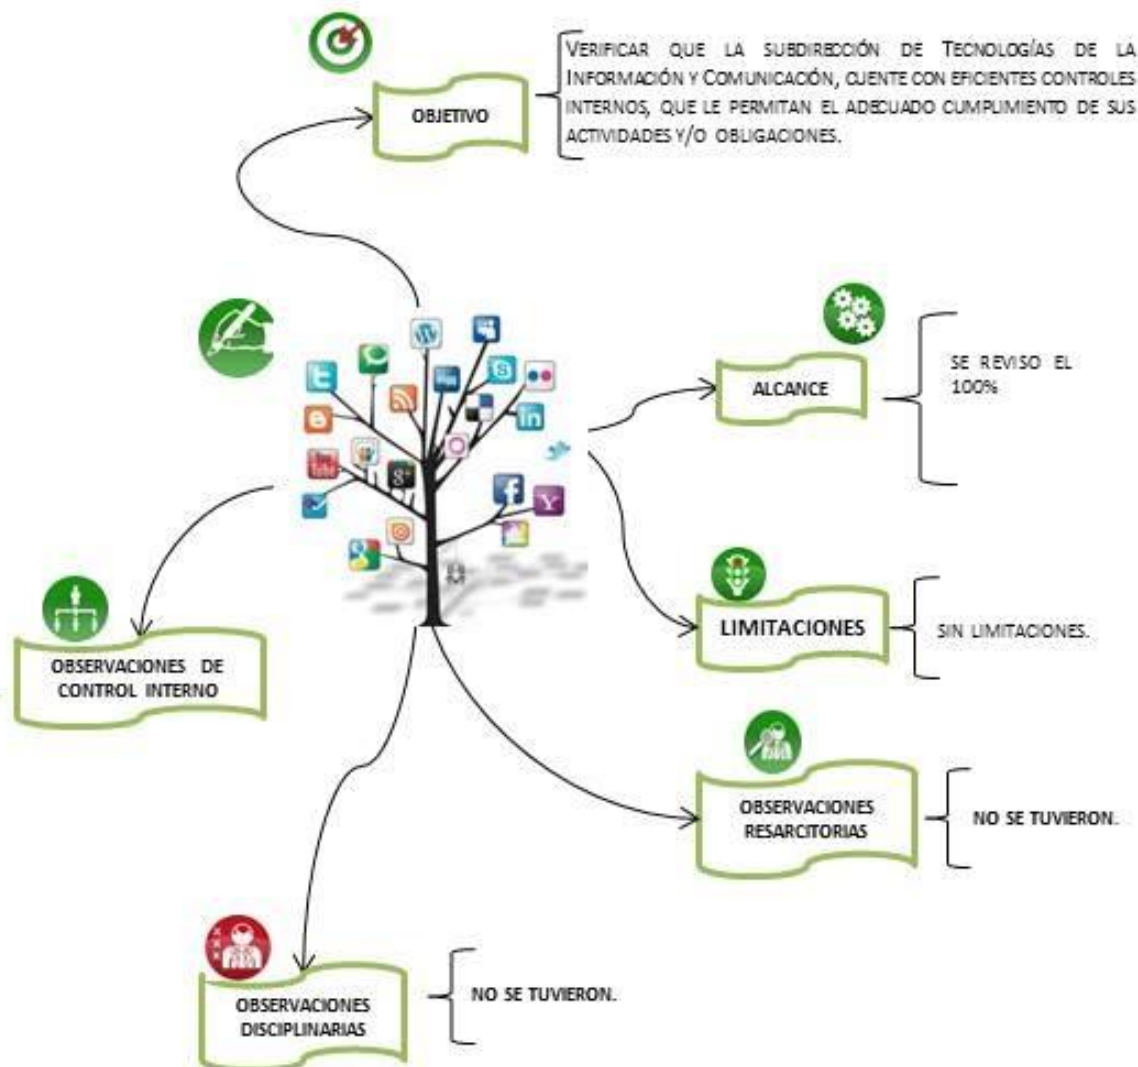 OBJETIVO
VERIFICAR QUE LA SUBDIRECCIÓN DE TECNOLOGÍAS DE LA
INFORMACIÓN Y COMUNICACIÓN, CUENTE CON EFICIENTES CONTROLES
INTERNOS, QUE LE PERMITAN EL ADECUADO CUMPLIMIENTO DE SUS
ACTIVIDADES Y/O OBLIGACIONES.
ALCANCE
SE REVISO EL
100%
LIMITACIONES
SIN LIMITACIONES.
OBSERVACIONES DE
CONTROL INTERNO
OBSERVACIONES
RESARCITORIAS
NO SE TUVIERON.
OBSERVACIONES
DISCIPLINARIAS
NO SE TUVIERON.